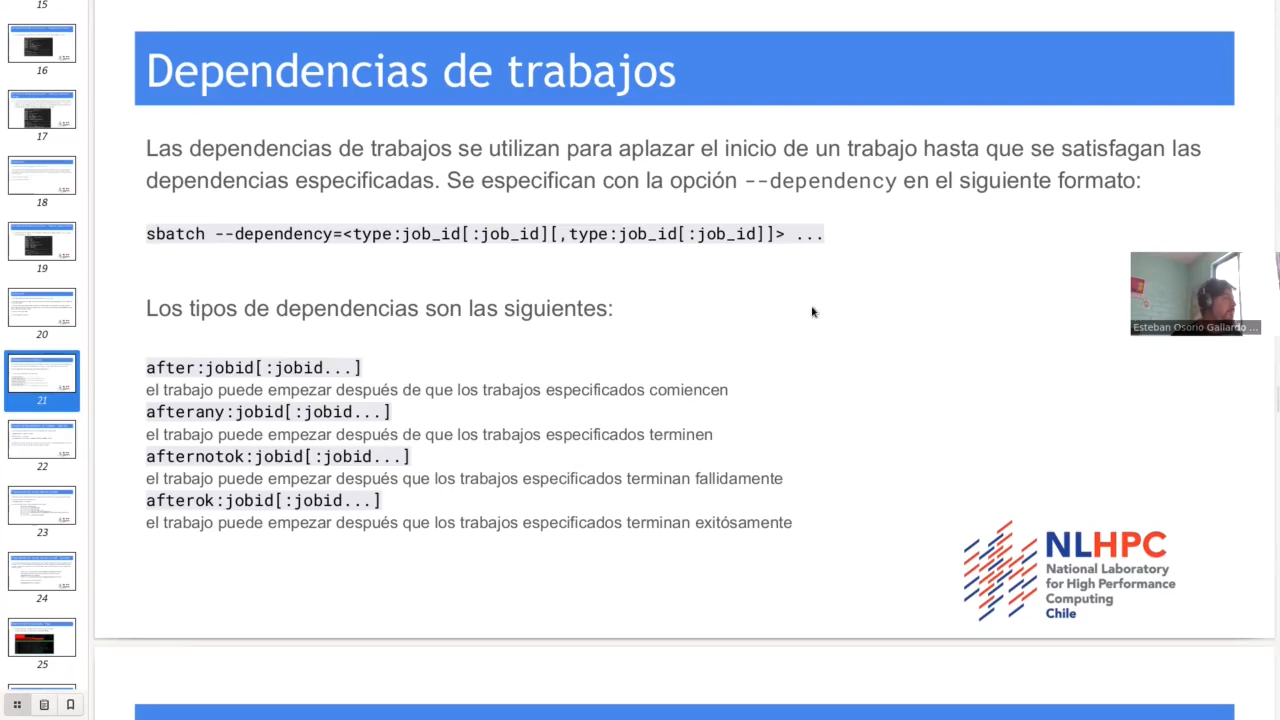 15
16
17
18
19
20
21
22
23
24
25
Dependencias de trabajos
Las dependencias de trabajos se utilizan para aplazar el inicio de un trabajo hasta que se satisfagan las
dependencias especificadas. Se especifican con la opción --dependency en el siguiente formato:
sbatch --dependency=<type:job_id[:job_id][,type:job_id[:job_id]]> ...
Los tipos de dependencias son las siguientes:
after:jobid[:jobid...]
el trabajo puede empezar después de que los trabajos especificados comiencen
afterany:jobid[:jobid...]
el trabajo puede empezar después de que los trabajos especificados terminen
afternotok:jobid[:jobid...]
el trabajo puede empezar después que los trabajos especificados terminan fallidamente
afterok:jobid[:jobid...]
el trabajo puede empezar después que los trabajos especificados terminan exitósamente
Esteban Osorio Gallardo ...
NLHPC
National Laboratory
for High Performance
Computing
Chile